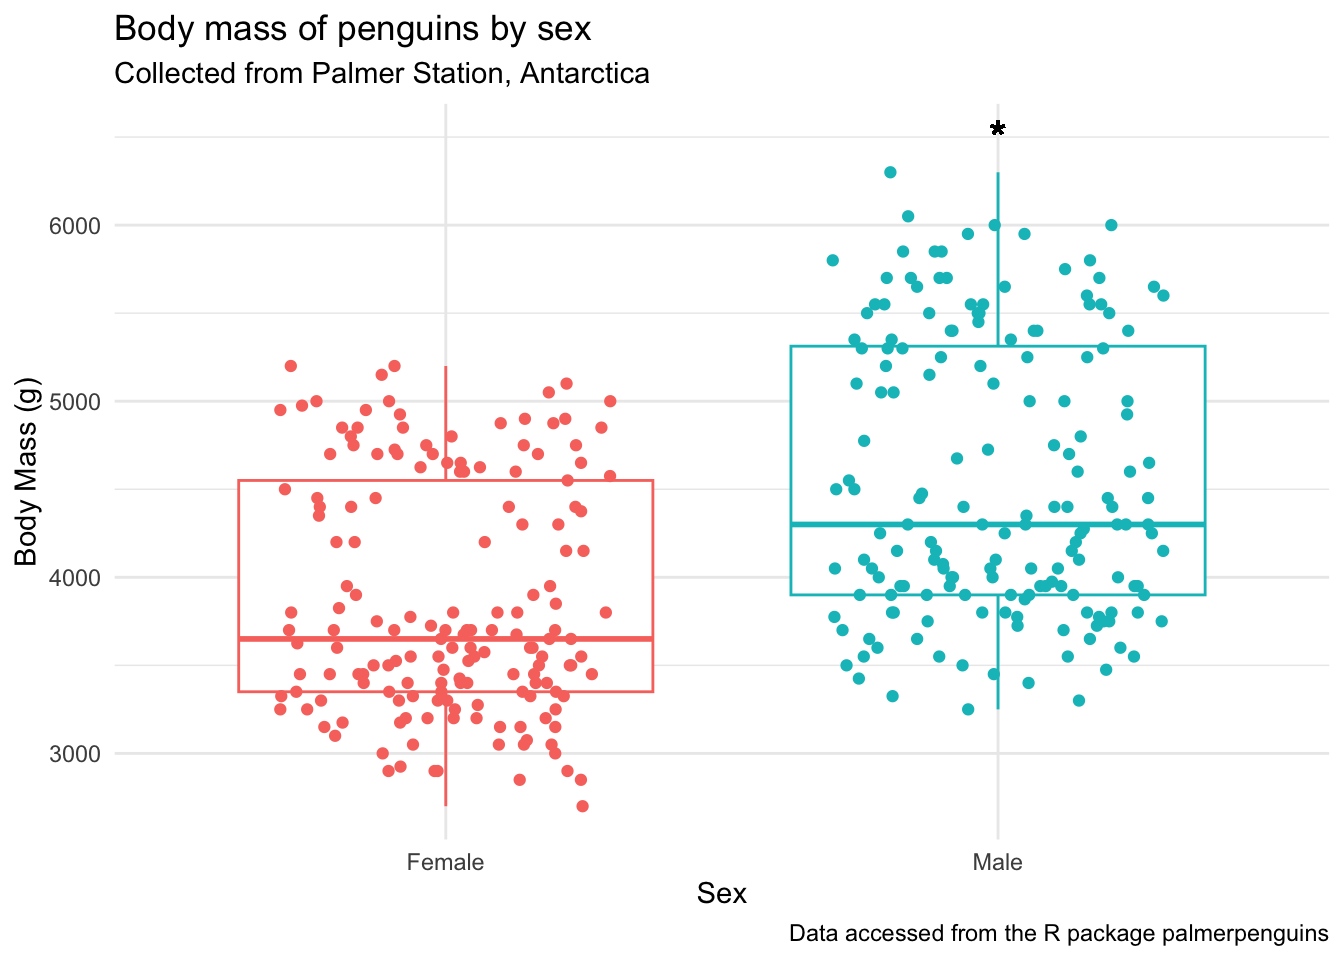 Body mass of penguins by sex
Collected from Palmer Station, Antarctica
*
6000
5000
4000
3000
Body Mass (g)
Female
Male
Sex
Data accessed from the R package palmerpenguins